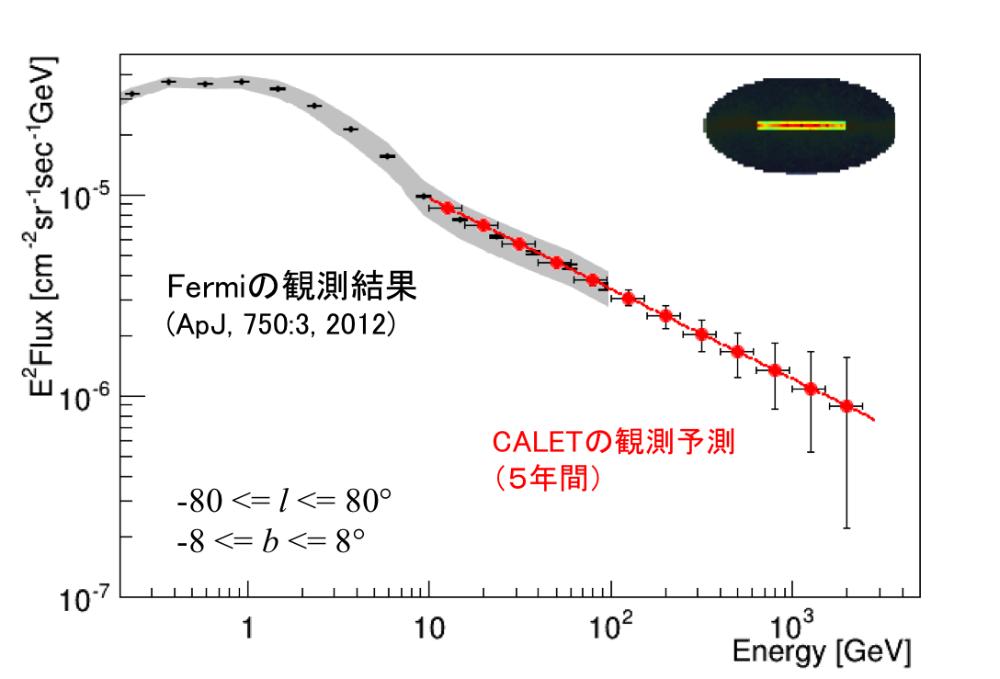 E²Flux [cm⁻²sr⁻¹sec⁻¹GeV]
10⁻⁵
10⁻⁶
10⁻⁷
Fermiの観測結果
(ApJ, 750:3, 2012)
CALETの観測予測
（５年間）
-80 <= l <= 80°
-8 <= b <= 8°
1
10
10²
10³
Energy [GeV]